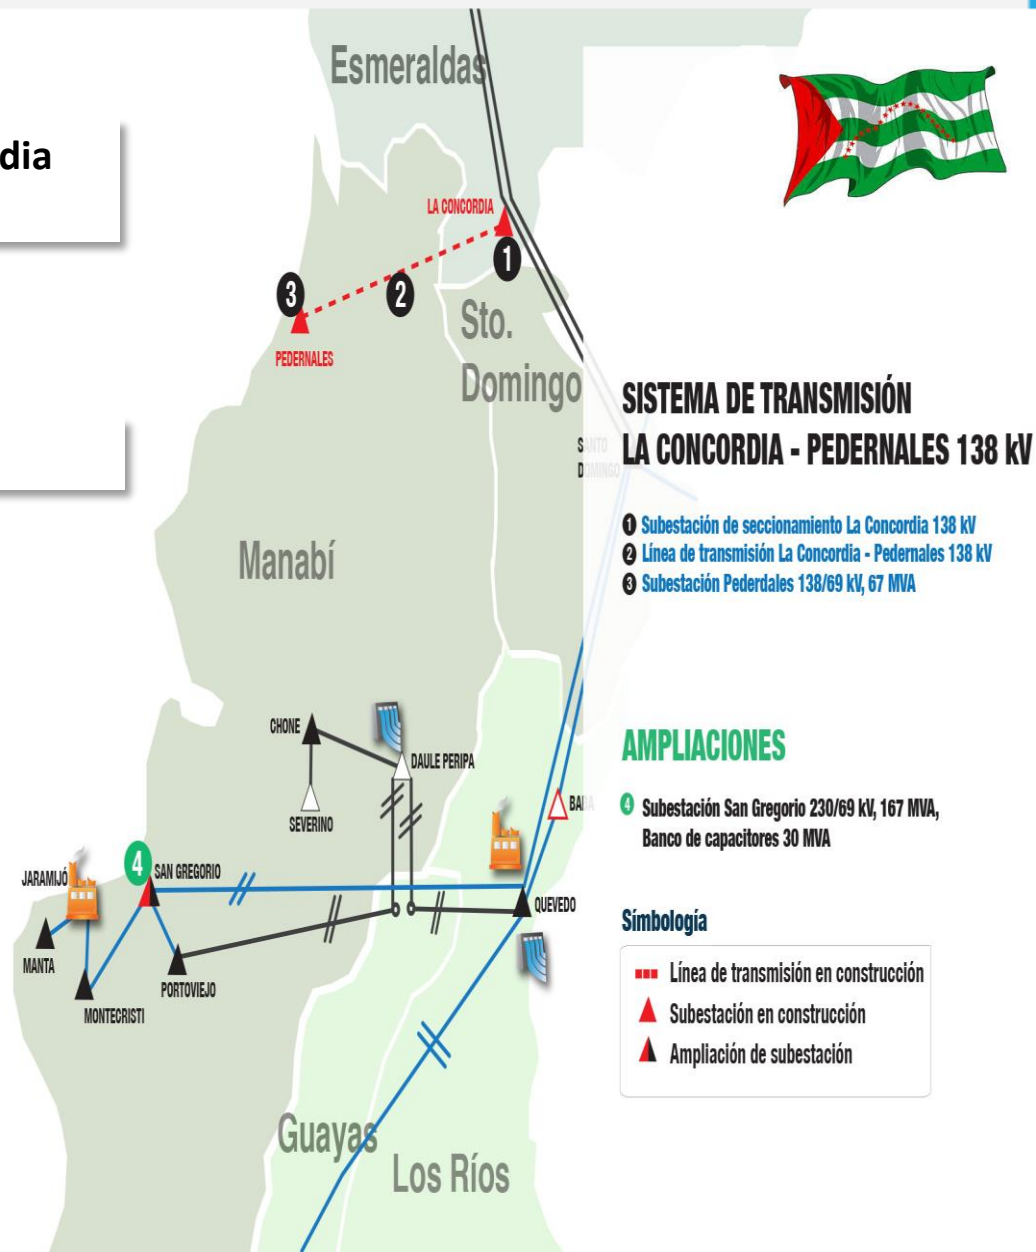 dia
Esmeraldas
LA CONCORDIA
1
2
3
PEDERNALES
Sto.
Domingo
SANTO
DOMINGO
Manabí
SISTEMA DE TRANSMISIÓN
LA CONCORDIA - PEDERNALES 138 kV
1 Subestación de seccionamiento La Concordia 138 kV
2 Línea de transmisión La Concordia - Pedernales 138 kV
3 Subestación Pederdales 138/69 kV, 67 MVA
CHONE
DAULE PERIPA
SEVERINO
BABA
AMPLIACIONES
4 Subestación San Gregorio 230/69 kV, 167 MVA,
Banco de capacitores 30 MVA
JARAMIJÓ
4
SAN GREGORIO
QUEVEDO
MANTA
PORTOVIEJO
MONTECRISTI
Símbología
Línea de transmisión en construcción
Subestación en construcción
Ampliación de subestación
Guayas
Los Ríos